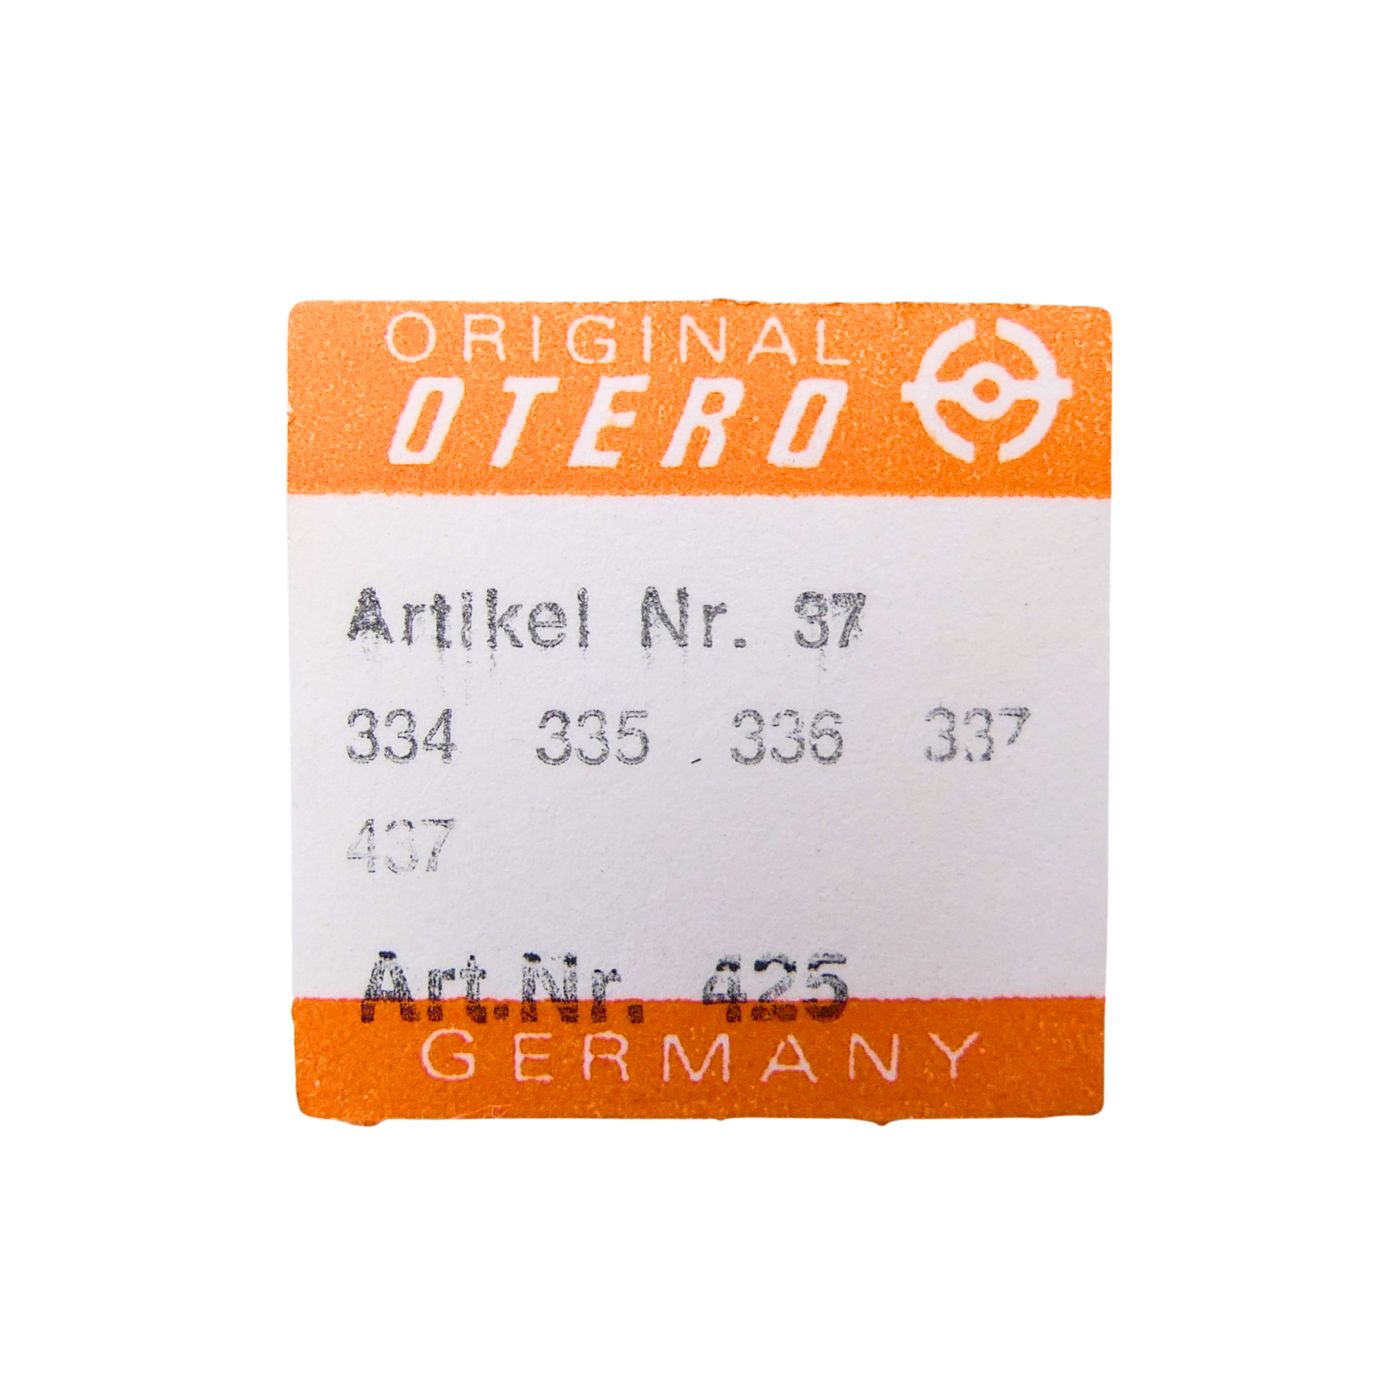 ORIGINAL
OTERO
Artikel Nr. 37
334 335 336 337
437
Art.Nr. 425
GERMANY